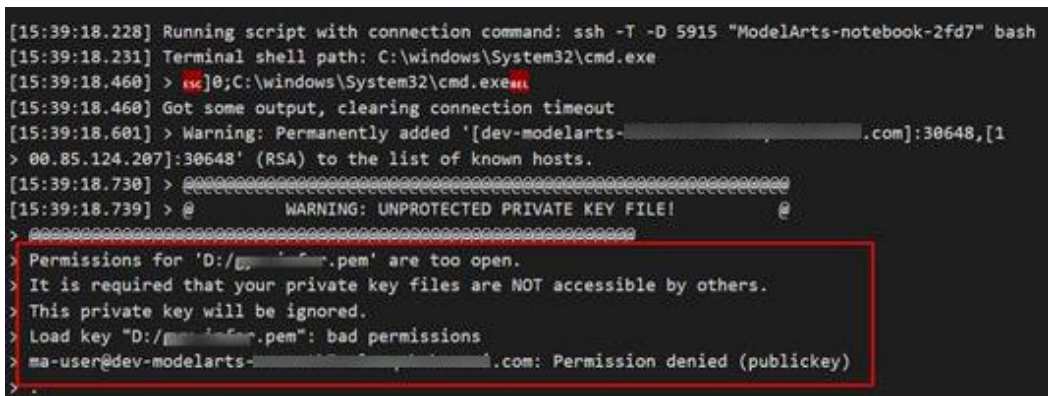 [15:39:18.228] Running script with connection command: ssh -T -D 5915 "ModelArts-notebook-2fd7" bash
[15:39:18.231] Terminal shell path: C:\windows\System32\cmd.exe
[15:39:18.460] > ESC]0;C:\windows\System32\cmd.exeBEL
[15:39:18.460] Got some output, clearing connection timeout
[15:39:18.601] > Warning: Permanently added '[dev-modelarts- .com]:30648,[1
> 00.85.124.207]:30648' (RSA) to the list of known hosts.
[15:39:18.730] > @@@@@@@@@@@@@@@@@@@@@@@@@@@@@@@@@@@@@@@@@@@@@@@@@@@@@@@@@@@
[15:39:18.739] > @ WARNING: UNPROTECTED PRIVATE KEY FILE! @
> @@@@@@@@@@@@@@@@@@@@@@@@@@@@@@@@@@@@@@@@@@@@@@@@@@@@@@@@@@@
> Permissions for 'D:/ .pem' are too open.
> It is required that your private key files are NOT accessible by others.
> This private key will be ignored.
> Load key "D:/ .pem": bad permissions
> ma-user@dev-modelarts- .com: Permission denied (publickey)
> .